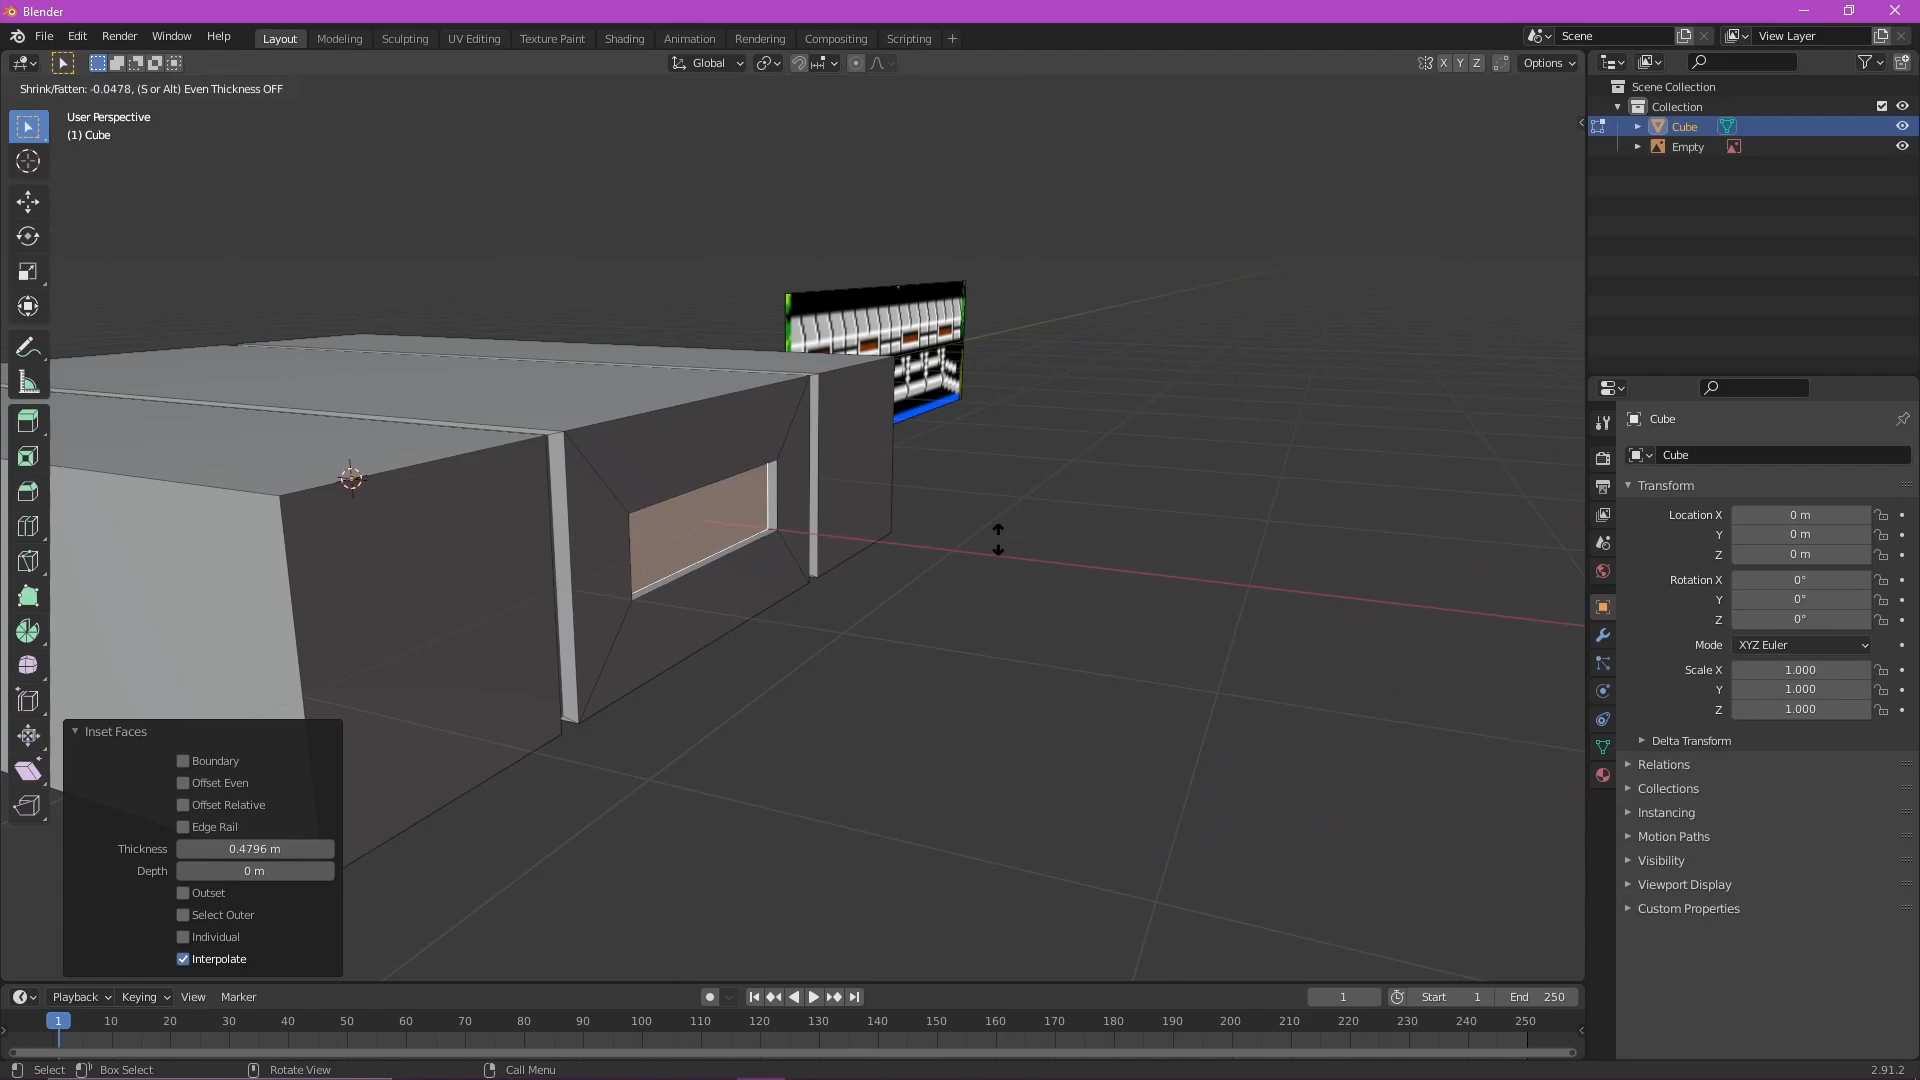 Blender
File Edit Render Window Help
Layout Modeling Sculpting UV Editing Texture Paint Shading Animation Rendering Compositing Scripting
Scene
View Layer
Global
X Y Z
Options
Shrink/Fatten: -0.0478, (S or Alt) Even Thickness OFF
User Perspective
(1) Cube
Scene Collection
Collection
Cube
Empty
Cube
Cube
Transform
Location X 0 m
Y 0 m
Z 0 m
Rotation X 0°
Y 0°
Z 0°
Mode XYZ Euler
Scale X 1.000
Y 1.000
Z 1.000
Delta Transform
Relations
Collections
Instancing
Motion Paths
Visibility
Viewport Display
Custom Properties
Inset Faces
Boundary
Offset Even
Offset Relative
Edge Rail
Thickness 0.4796 m
Depth 0 m
Outset
Select Outer
Individual
Interpolate
Playback Keying View Marker
1
Start 1 End 250
1 10 20 30 40 50 60 70 80 90 100 110 120 130 140 150 160 170 180 190 200 210 220 230 240 250
Select Box Select Rotate View Call Menu
2.91.2